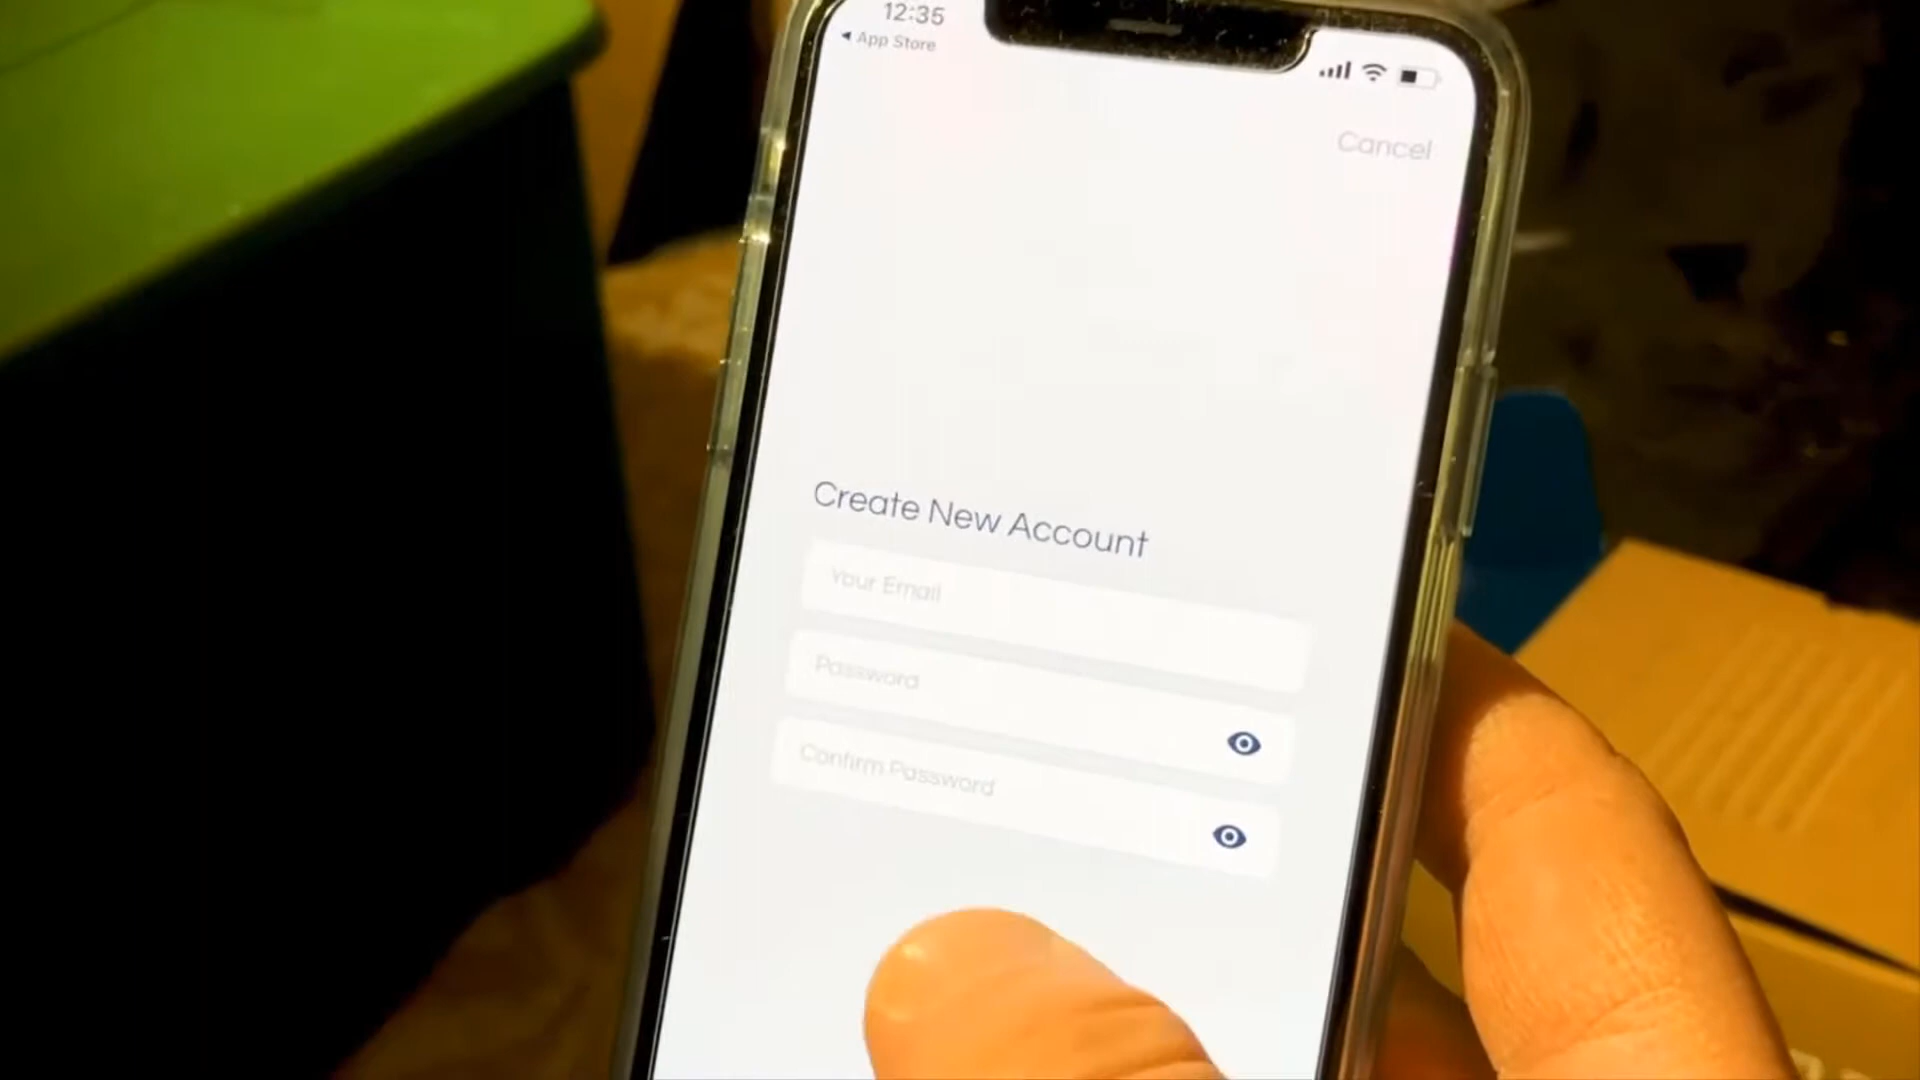 12:35
◀ App Store
Cancel
Create New Account
Your Email
Password
Confirm Password